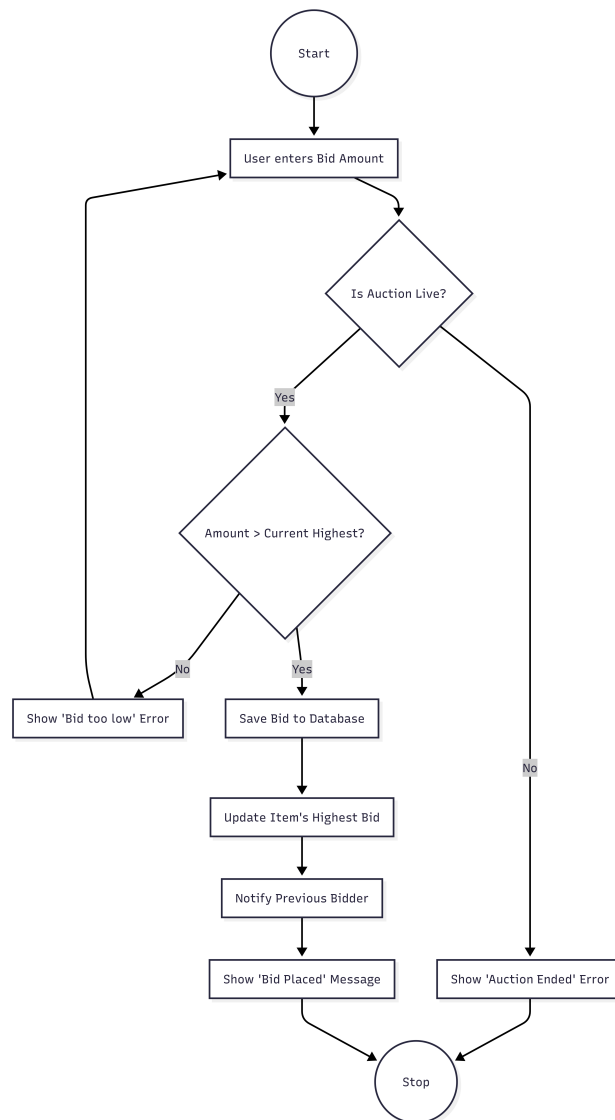 Start
User enters Bid Amount
Is Auction Live?
Yes
Amount > Current Highest?
No
Yes
Show 'Bid too low' Error
Save Bid to Database
No
Update Item's Highest Bid
Notify Previous Bidder
Show 'Bid Placed' Message
Show 'Auction Ended' Error
Stop